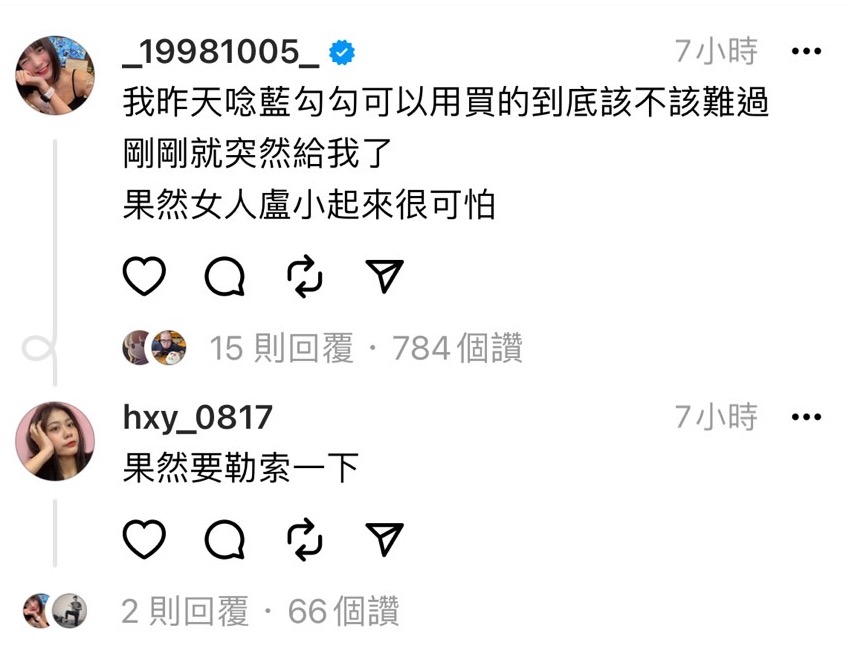 _19981005_
7小時
我昨天唸藍勾勾可以用買的到底該不該難過
剛剛就突然給我了
果然女人盧小起來很可怕
15 則回覆 · 784 個讚
hxy_0817
7小時
果然要勒索一下
2 則回覆 · 66 個讚